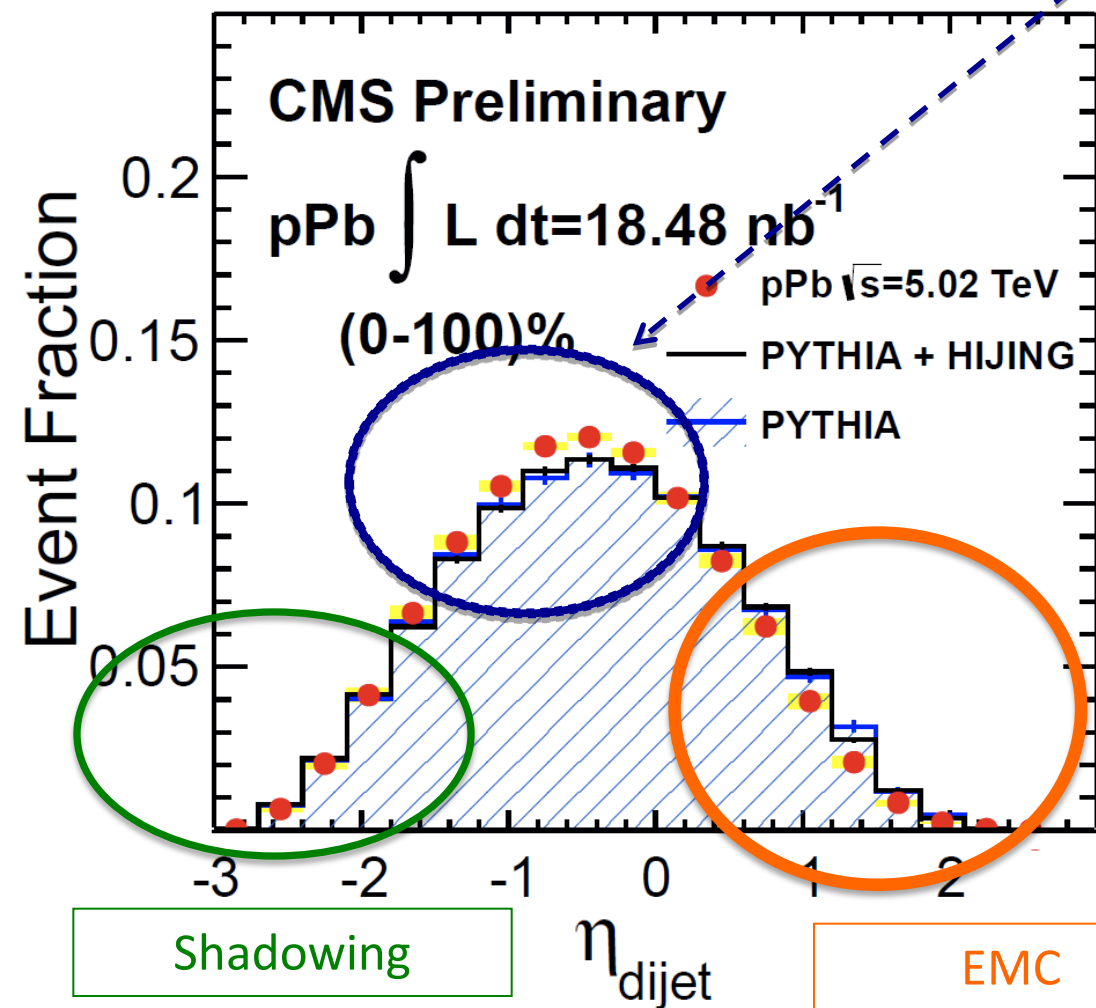 CMS Preliminary
pPb ∫ L dt=18.48 nb⁻¹
(0-100)%
pPb √s=5.02 TeV
PYTHIA + HIJING
PYTHIA
Event Fraction
0.2
0.15
0.1
0.05
-3 -2 -1 0 1 2
η_dijet
Shadowing
EMC